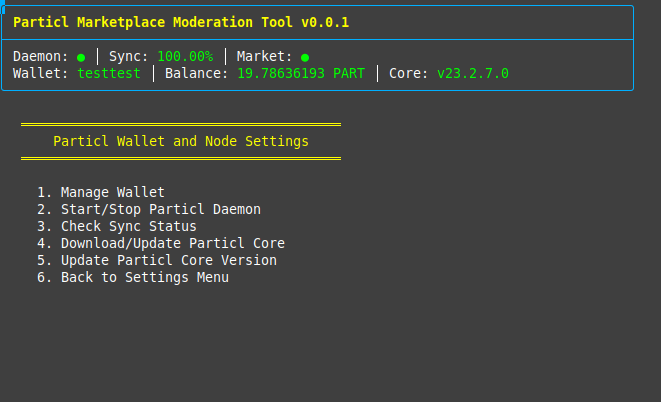 Particl Marketplace Moderation Tool v0.0.1
Daemon: ● │ Sync: 100.00% │ Market: ●
Wallet: testtest │ Balance: 19.78636193 PART │ Core: v23.2.7.0
Particl Wallet and Node Settings
1. Manage Wallet
2. Start/Stop Particl Daemon
3. Check Sync Status
4. Download/Update Particl Core
5. Update Particl Core Version
6. Back to Settings Menu